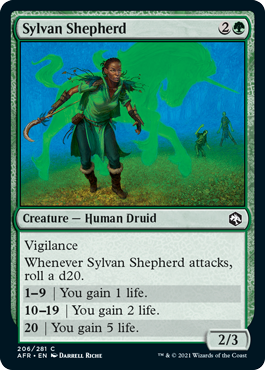 Sylvan Shepherd 2
Creature — Human Druid
Vigilance
Whenever Sylvan Shepherd attacks,
roll a d20.
1–9 | You gain 1 life.
10–19 | You gain 2 life.
20 | You gain 5 life.
2/3
206/281 C
AFR • EN Darrell Riche
™ & © 2021 Wizards of the Coast